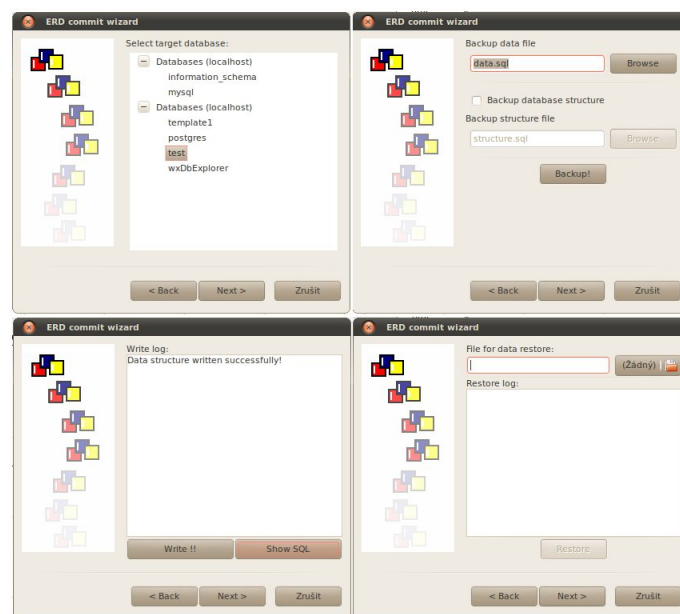 ERD commit wizard
Select target database:
Databases (localhost)
information_schema
mysql
Databases (localhost)
template1
postgres
test
wxDbExplorer
< Back Next > Zrušit
ERD commit wizard
Backup data file
data.sql Browse
Backup database structure
Backup structure file
structure.sql Browse
Backup!
< Back Next > Zrušit
ERD commit wizard
Write log:
Data structure written successfully!
Write !! Show SQL
< Back Next > Zrušit
ERD commit wizard
File for data restore:
(Žádný)
Restore log:
Restore
< Back Next > Zrušit